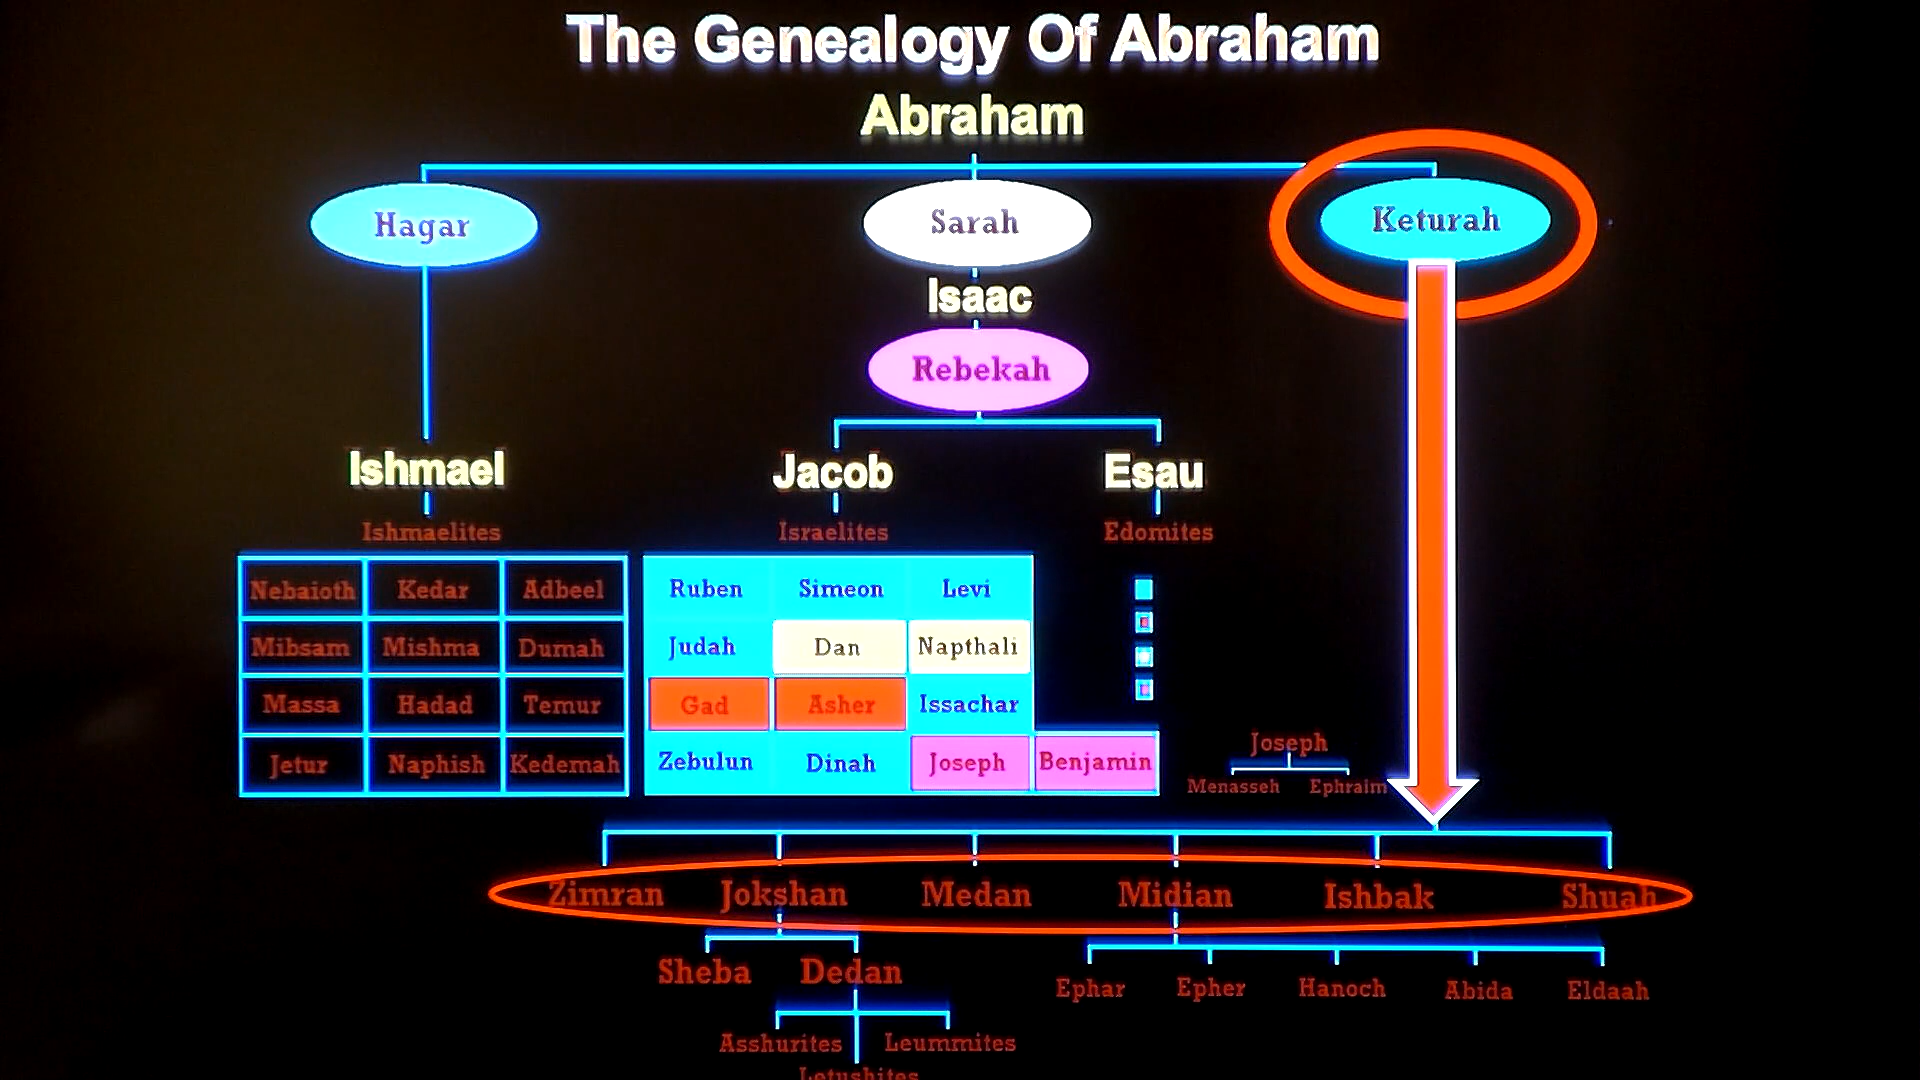 The Genealogy Of Abraham
Abraham
Hagar Sarah Keturah
Isaac
Rebekah
Ishmael Jacob Esau
Ishmaelites Israelites Edomites
Nebaioth Kedar Adbeel Ruben Simeon Levi
Mibsam Mishma Dumah Judah Dan Napthali
Massa Hadad Temur Gad Asher Issachar
Joseph
Jetur Naphish Kedemah Zebulun Dinah Joseph Benjamin
Menasseh Ephraim
Zimran Jokshan Medan Midian Ishbak Shuah
Sheba Dedan
Ephar Epher Hanoch Abida Eldaah
Asshurites Leummites
Letushites